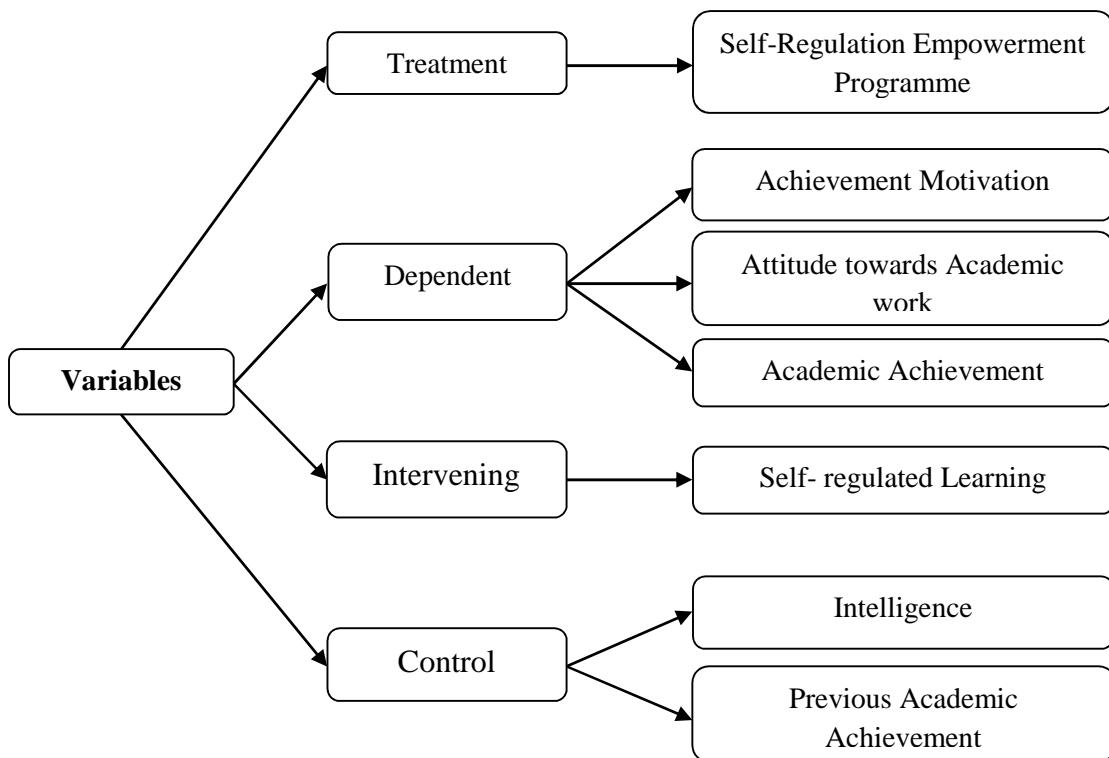 Treatment
Self-Regulation Empowerment
Programme
Dependent
Achievement Motivation
Attitude towards Academic
work
Academic Achievement
Variables
Intervening
Self- regulated Learning
Control
Intelligence
Previous Academic
Achievement